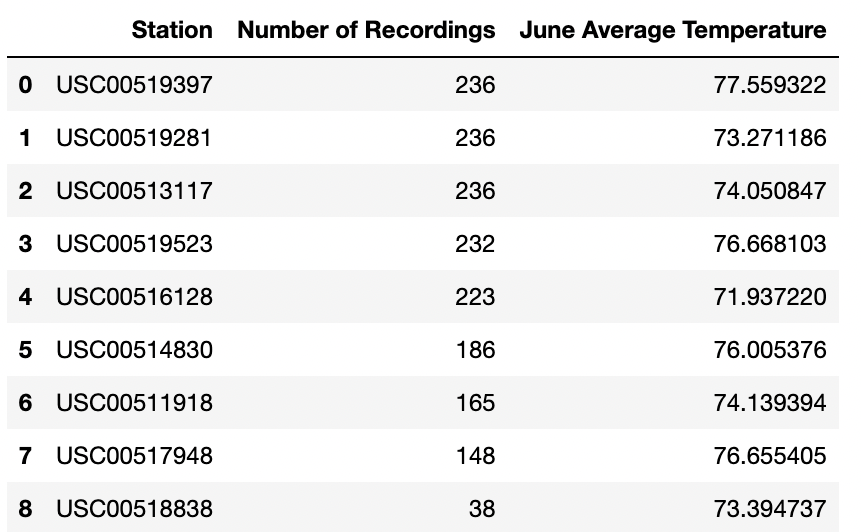 Station Number of Recordings June Average Temperature
0 USC00519397 236 77.559322
1 USC00519281 236 73.271186
2 USC00513117 236 74.050847
3 USC00519523 232 76.668103
4 USC00516128 223 71.937220
5 USC00514830 186 76.005376
6 USC00511918 165 74.139394
7 USC00517948 148 76.655405
8 USC00518838 38 73.394737